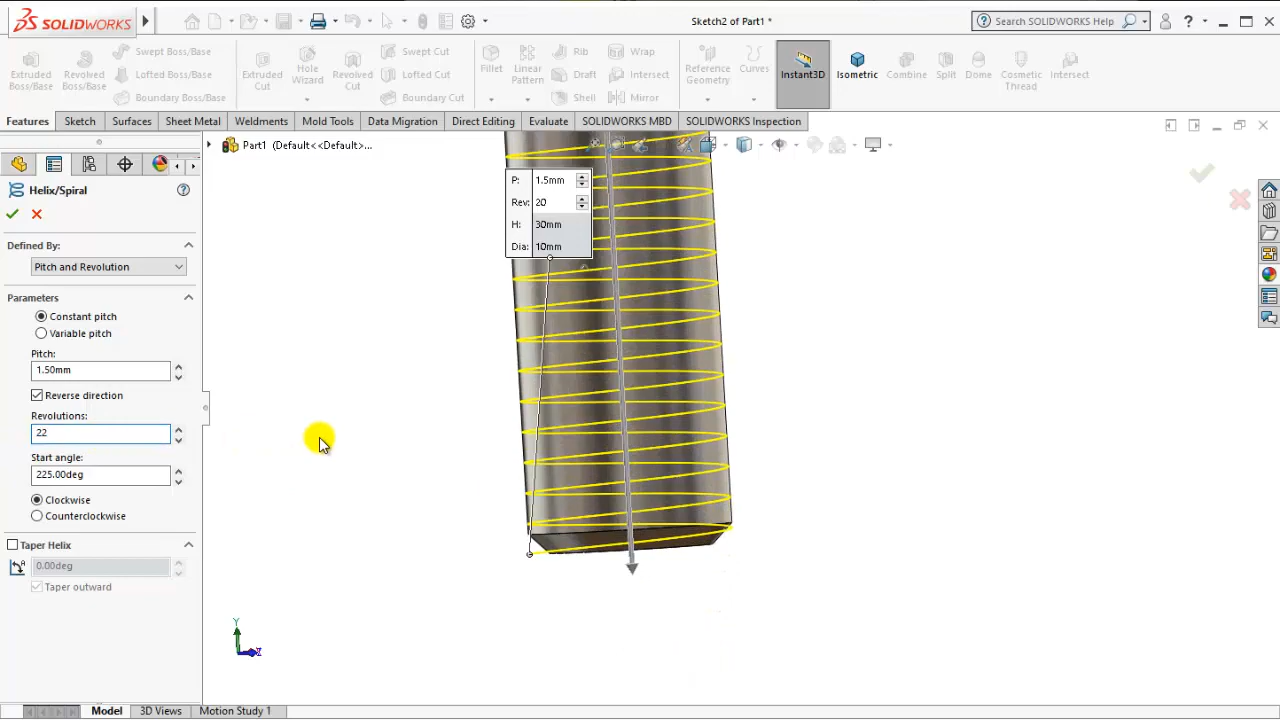 SOLIDWORKS
Sketch2 of Part1 *
Search SOLIDWORKS Help
Extruded Boss/Base
Revolved Boss/Base
Swept Boss/Base
Lofted Boss/Base
Boundary Boss/Base
Extruded Cut
Hole Wizard
Revolved Cut
Swept Cut
Lofted Cut
Boundary Cut
Fillet
Linear Pattern
Rib
Draft
Shell
Wrap
Intersect
Mirror
Reference Geometry
Curves
Instant3D
Isometric
Combine
Split
Dome
Cosmetic Thread
Intersect
Features
Sketch
Surfaces
Sheet Metal
Weldments
Mold Tools
Data Migration
Direct Editing
Evaluate
SOLIDWORKS MBD
SOLIDWORKS Inspection
Part1 (Default<<Default>...
Helix/Spiral
Defined By:
Pitch and Revolution
Parameters
Constant pitch
Variable pitch
Pitch:
1.50mm
Reverse direction
Revolutions:
22
Start angle:
225.00deg
Clockwise
Counterclockwise
Taper Helix
0.00deg
Taper outward
P: 1.5mm
Rev: 20
H: 30mm
Dia: 10mm
Y
Z
Model
3D Views
Motion Study 1